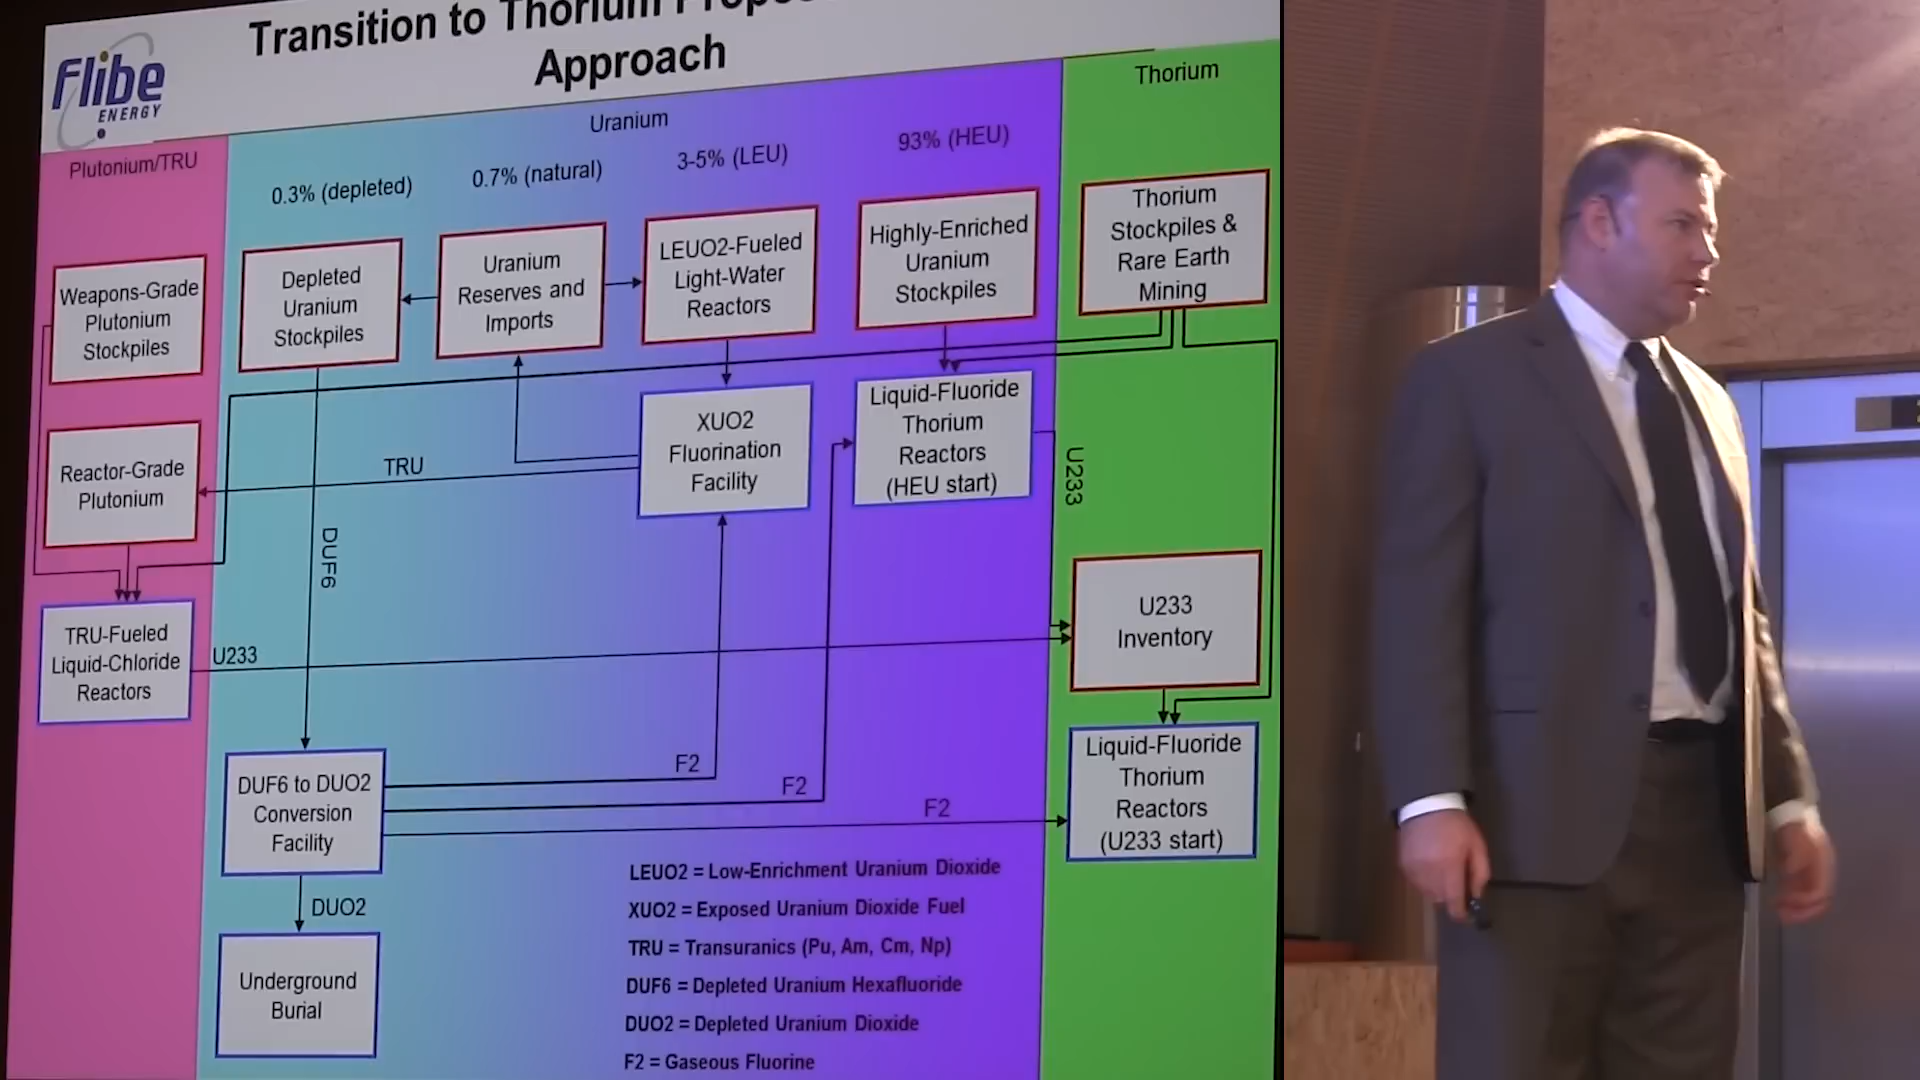 Transition to Thorium
Approach
Flibe
ENERGY
Plutonium/TRU
Uranium
Thorium
0.3% (depleted)
0.7% (natural)
3-5% (LEU)
93% (HEU)
Weapons-Grade
Plutonium
Stockpiles
Depleted
Uranium
Stockpiles
Uranium
Reserves and
Imports
LEUO2-Fueled
Light-Water
Reactors
Highly-Enriched
Uranium
Stockpiles
Thorium
Stockpiles &
Rare Earth
Mining
Reactor-Grade
Plutonium
TRU
XUO2
Fluorination
Facility
Liquid-Fluoride
Thorium
Reactors
(HEU start)
U233
DUF6
TRU-Fueled
Liquid-Chloride
Reactors
U233
U233
Inventory
DUF6 to DUO2
Conversion
Facility
F2
F2
F2
Liquid-Fluoride
Thorium
Reactors
(U233 start)
DUO2
Underground
Burial
LEUO2 = Low-Enrichment Uranium Dioxide
XUO2 = Exposed Uranium Dioxide Fuel
TRU = Transuranics (Pu, Am, Cm, Np)
DUF6 = Depleted Uranium Hexafluoride
DUO2 = Depleted Uranium Dioxide
F2 = Gaseous Fluorine